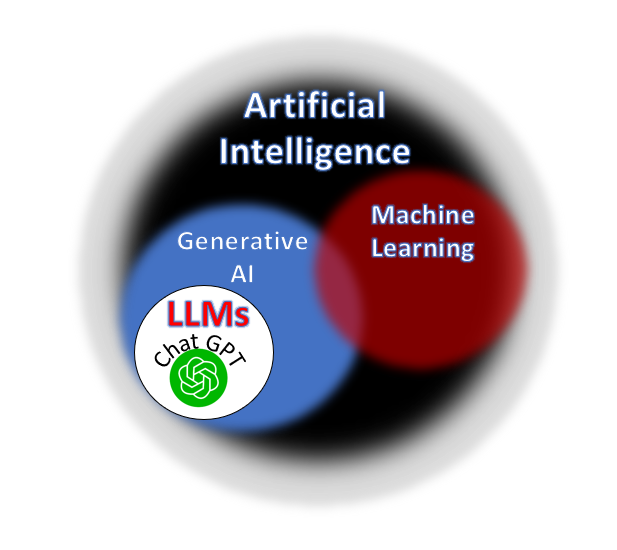 Artificial
Intelligence
Machine
Learning
Generative
AI
LLMs
Chat GPT